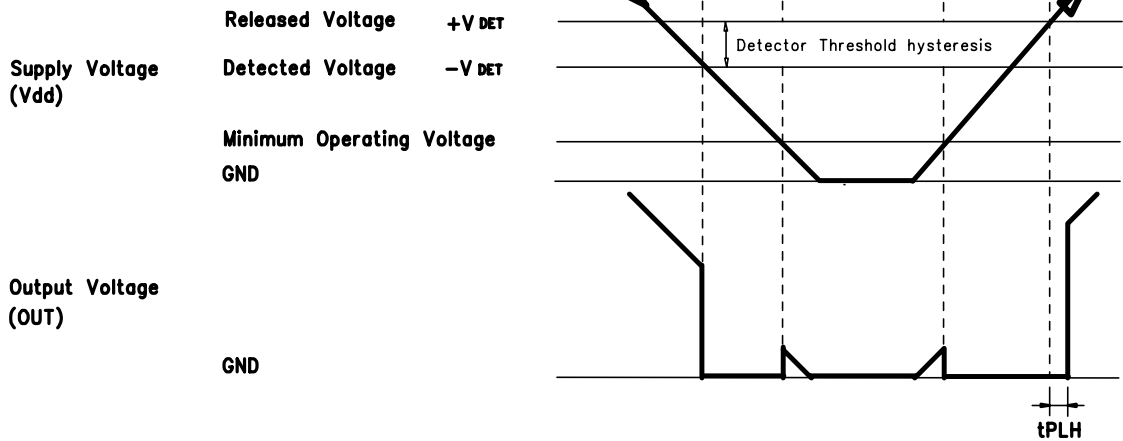 Released Voltage +V DET
Detector Threshold hysteresis
Supply Voltage Detected Voltage -V DET
(Vdd)
Minimum Operating Voltage
GND
Output Voltage
(OUT)
GND
tPLH